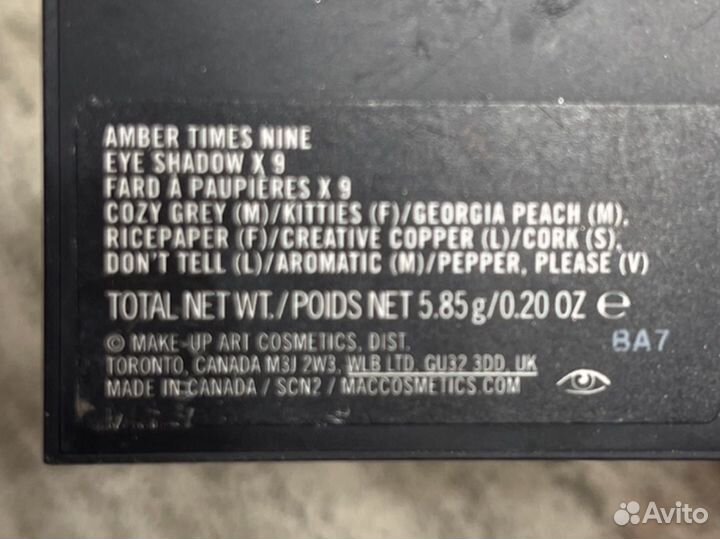 AMBER TIMES NINE
EYE SHADOW X 9
FARD À PAUPIÈRES X 9
COZY GREY (M)/KITTIES (F)/GEORGIA PEACH (M),
RICEPAPER (F)/CREATIVE COPPER (L)/CORK (S),
DON'T TELL (L)/AROMATIC (M)/PEPPER, PLEASE (V)
TOTAL NET WT./POIDS NET 5.85g/0.20 OZ ℮
© MAKE-UP ART COSMETICS, DIST.
BA7
TORONTO, CANADA M3J 2W3, WLB LTD, GU32 3DD, UK
MADE IN CANADA / SCN2 / MACCOSMETICS.COM
Avito